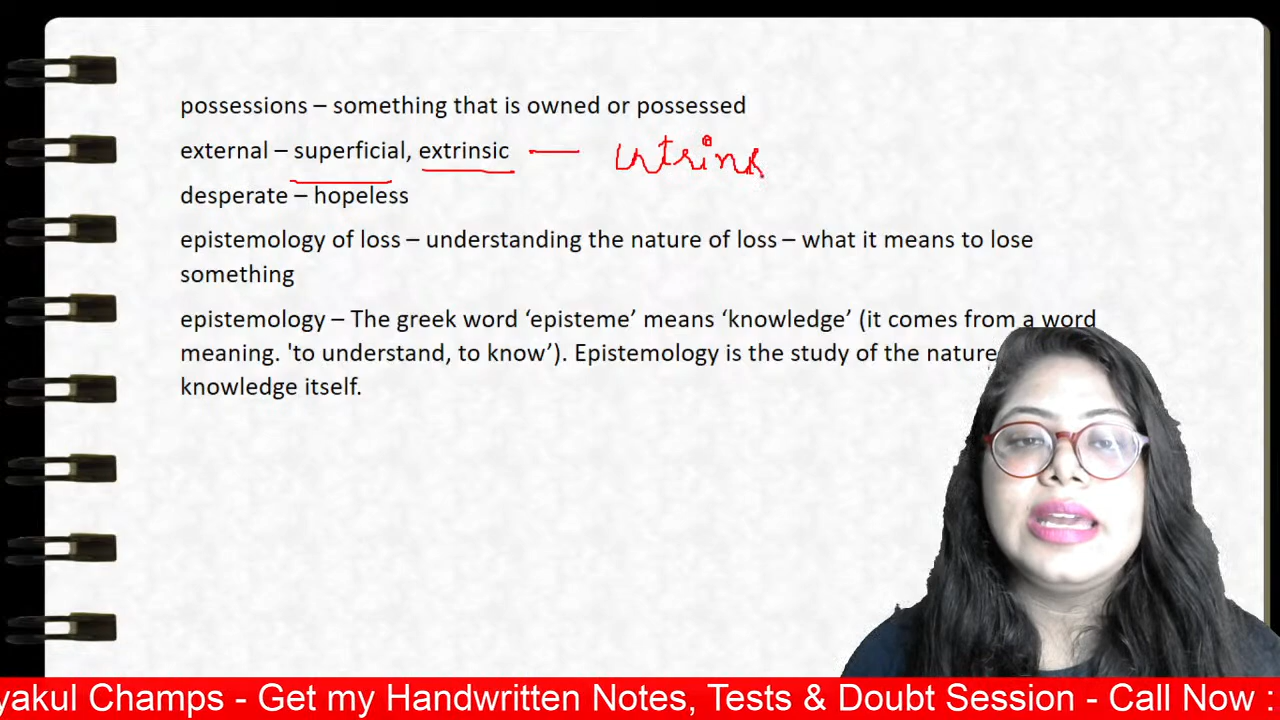 possessions – something that is owned or possessed
external – superficial, extrinsic — intrins
desperate – hopeless
epistemology of loss – understanding the nature of loss – what it means to lose
something
epistemology – The greek word ‘episteme’ means ‘knowledge’ (it comes from a word
meaning. 'to understand, to know’). Epistemology is the study of the nature
knowledge itself.
yakul Champs - Get my Handwritten Notes, Tests & Doubt Session - Call Now :